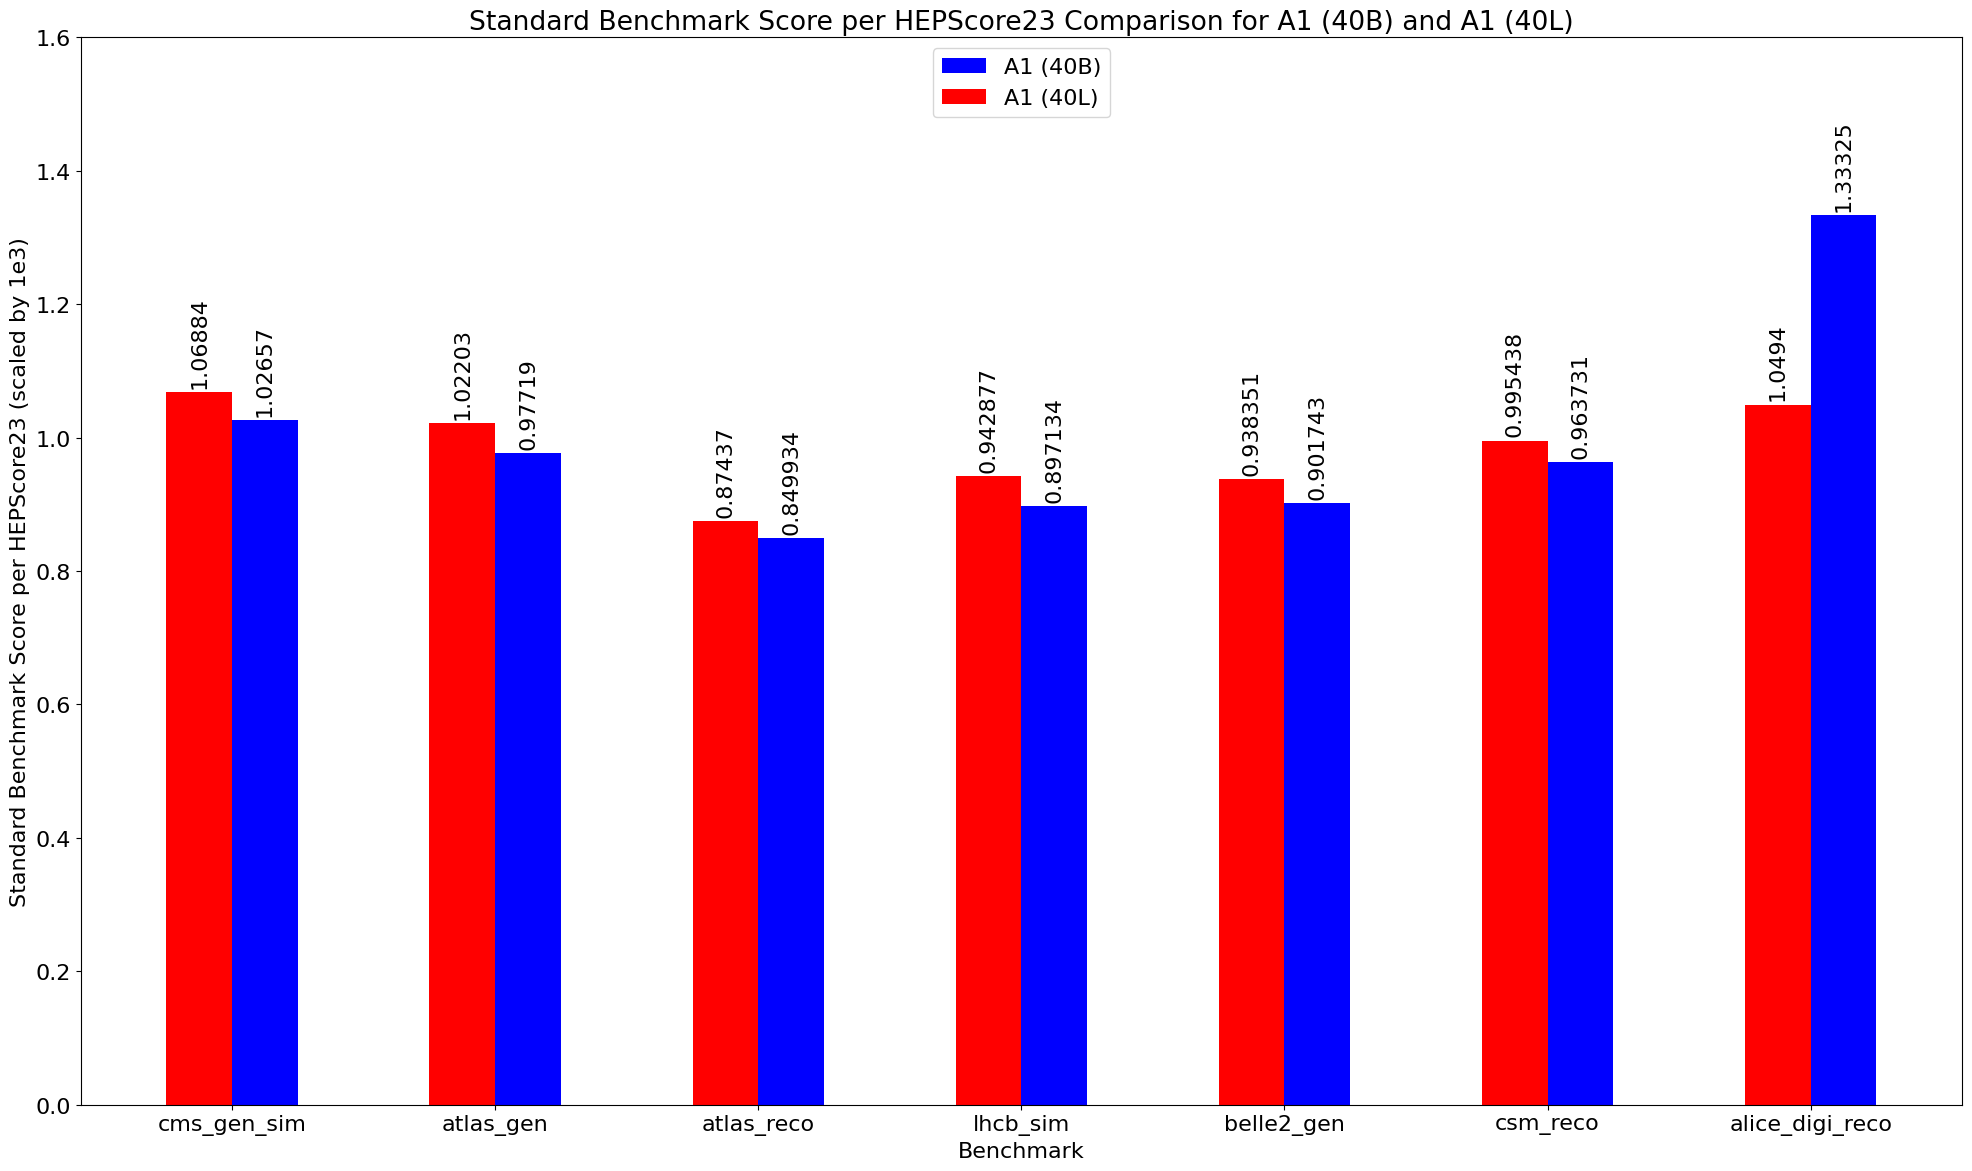 Standard Benchmark Score per HEPScore23 Comparison for A1 (40B) and A1 (40L)
A1 (40B)
A1 (40L)
Standard Benchmark Score per HEPScore23 (scaled by 1e3)
1.6
1.4
1.2
1.0
0.8
0.6
0.4
0.2
0.0
1.06884
1.02657
1.02203
0.97719
0.87437
0.849934
0.942877
0.897134
0.938351
0.901743
0.995438
0.963731
1.0494
1.33325
cms_gen_sim
atlas_gen
atlas_reco
lhcb_sim
belle2_gen
csm_reco
alice_digi_reco
Benchmark